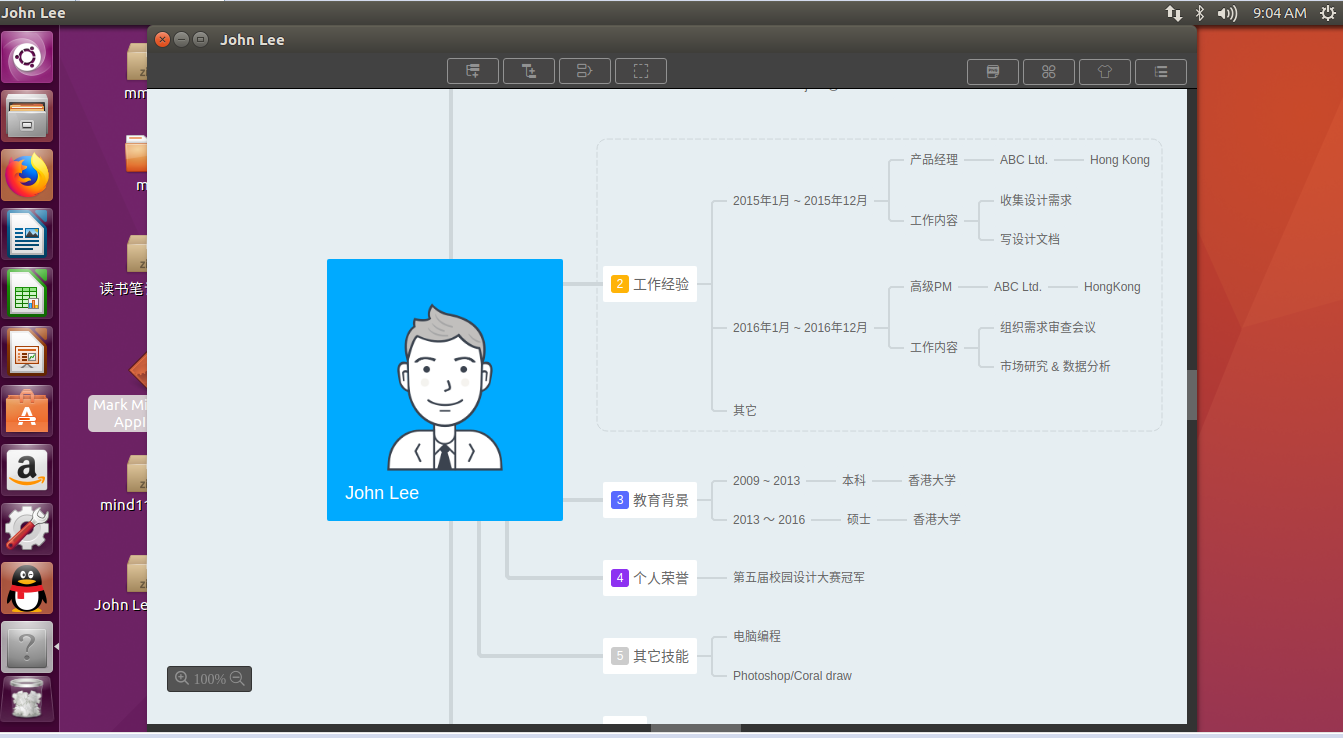 John Lee
9:04 AM
John Lee
mm
m
读书笔
Mark Mi
AppI
mind11
John Le
2015年1月 ~ 2015年12月
产品经理
ABC Ltd.
Hong Kong
工作内容
收集设计需求
写设计文档
2 工作经验
2016年1月 ~ 2016年12月
高级PM
ABC Ltd.
HongKong
工作内容
组织需求审查会议
市场研究 & 数据分析
其它
John Lee
3 教育背景
2009 ~ 2013
本科
香港大学
2013 ～ 2016
硕士
香港大学
4 个人荣誉
第五届校园设计大赛冠军
5 其它技能
电脑编程
Photoshop/Coral draw
100%